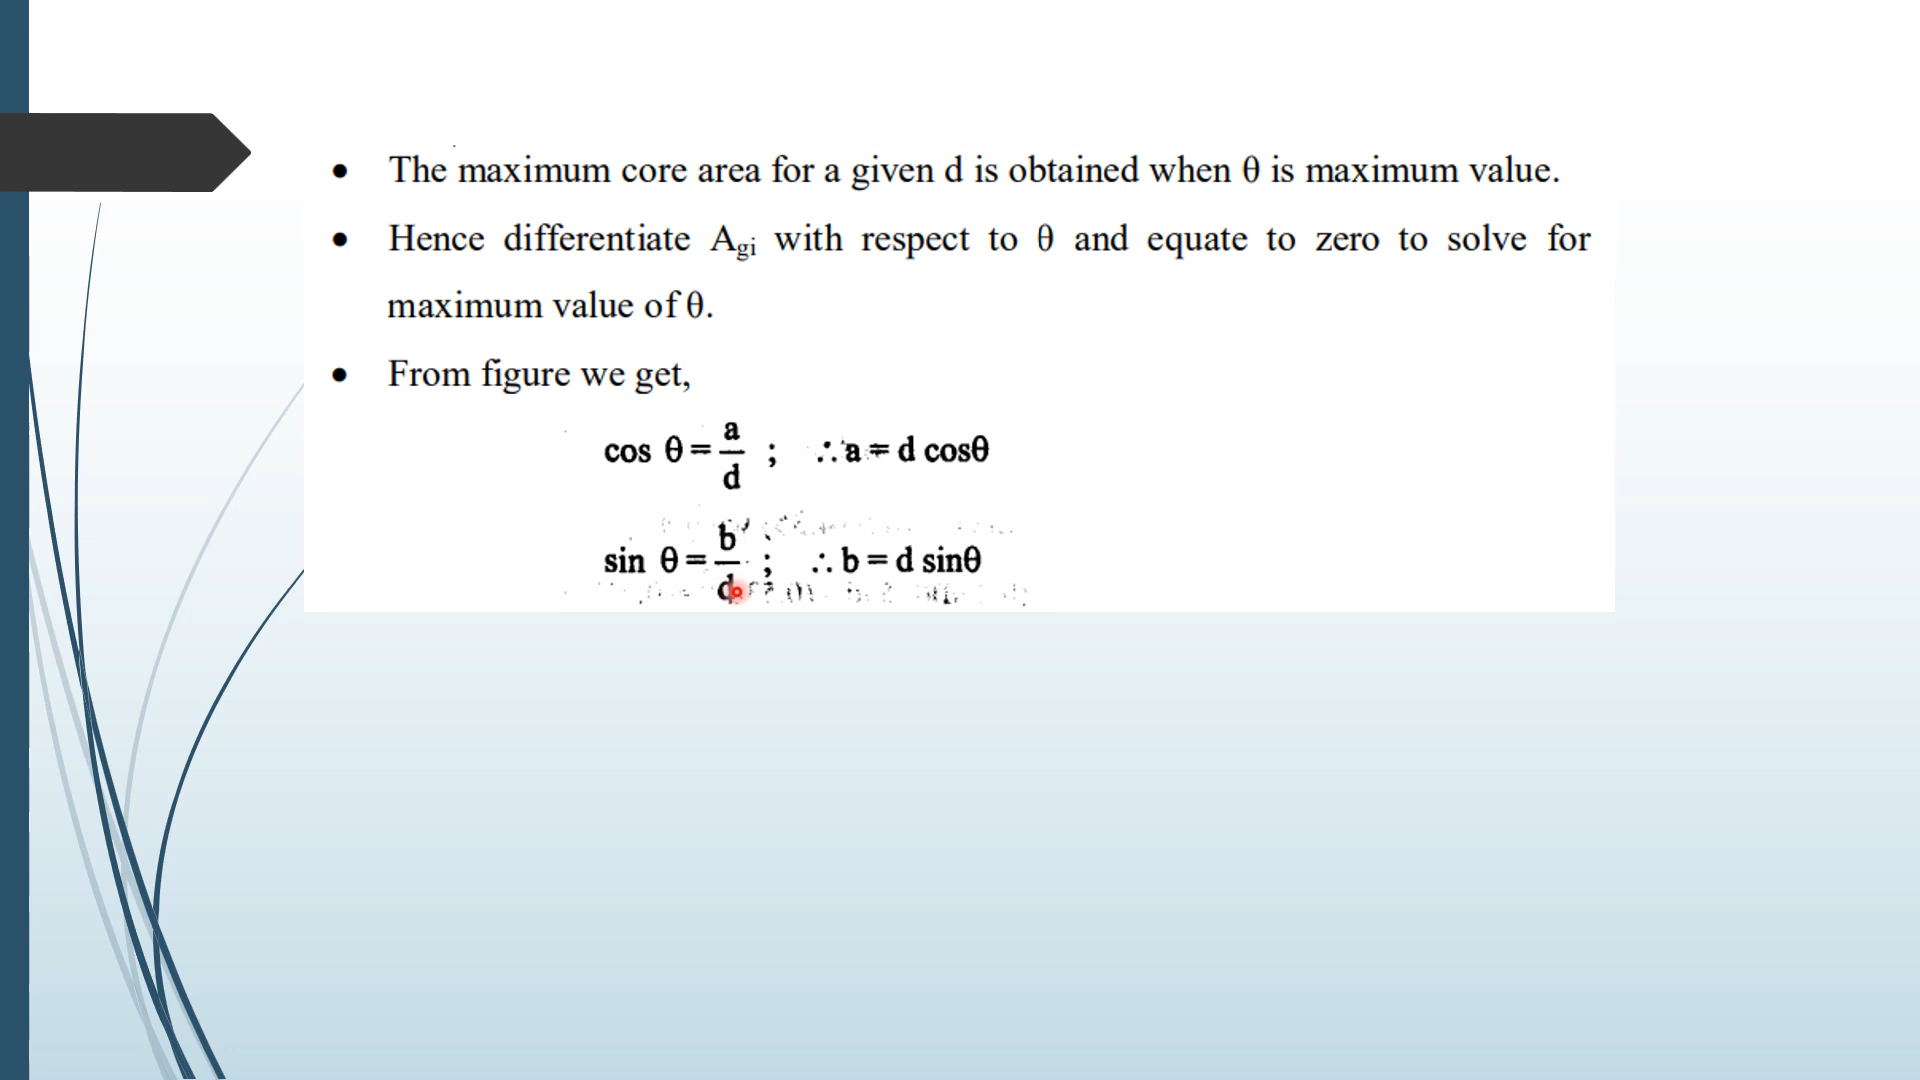 • The maximum core area for a given d is obtained when θ is maximum value.
• Hence differentiate Agi with respect to θ and equate to zero to solve for
maximum value of θ.
• From figure we get,
cos θ = a/d ; ∴ a = d cosθ
sin θ = b/d ; ∴ b = d sinθ